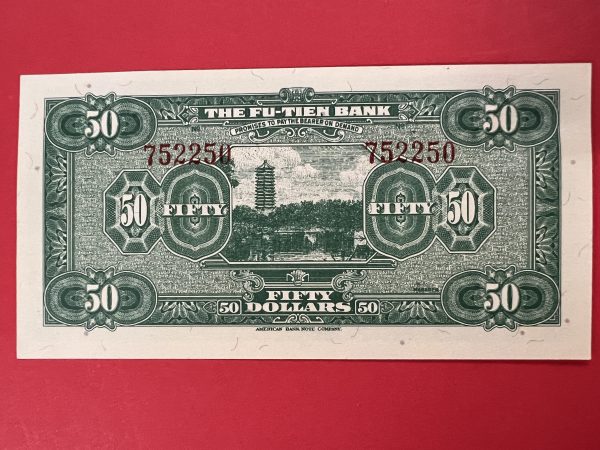 50 THE FU-TIEN BANK 50
PROMISES TO PAY THE BEARER ON DEMAND
752250 752250
50 FIFTY FIFTY 50
50 FIFTY 50
50 DOLLARS 50
AMERICAN BANK NOTE COMPANY.